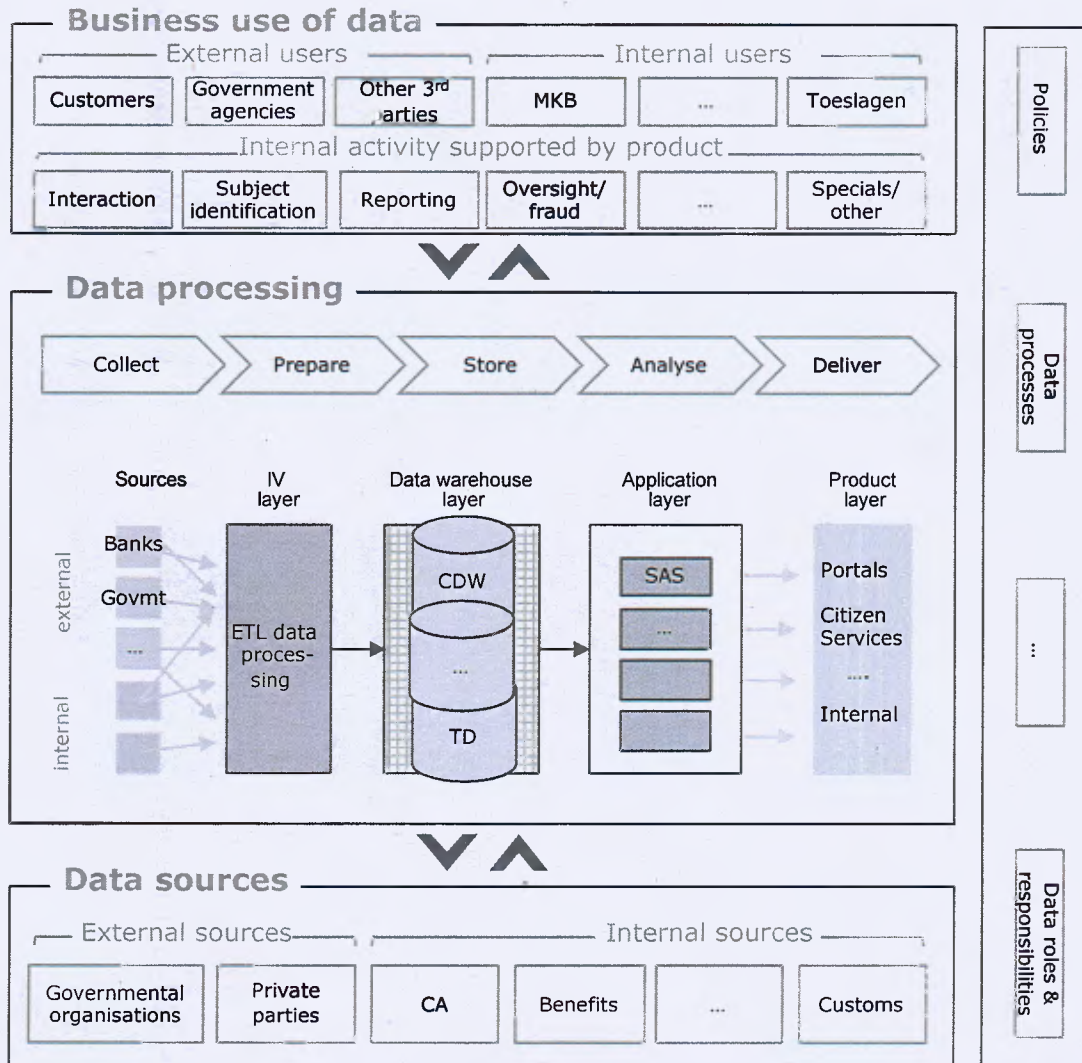 Business use of data
External users
Internal users
Customers
Government
agencies
Other 3rd
arties
MKB
...
Toeslagen
Internal activity supported by product
Interaction
Subject
identification
Reporting
Oversight/
fraud
...
Specials/
other
Data processing
Collect
Prepare
Store
Analyse
Deliver
Sources
IV
layer
Data warehouse
layer
Application
layer
Product
layer
external
internal
Banks
Govmt
...
ETL data
proces-
sing
CDW
...
TD
SAS
...
Portals
Citizen
Services
....
Internal
Data sources
External sources
Internal sources
Governmental
organisations
Private
parties
CA
Benefits
...
Customs
Policies
Data
processes
...
Data roles &
responsibilities